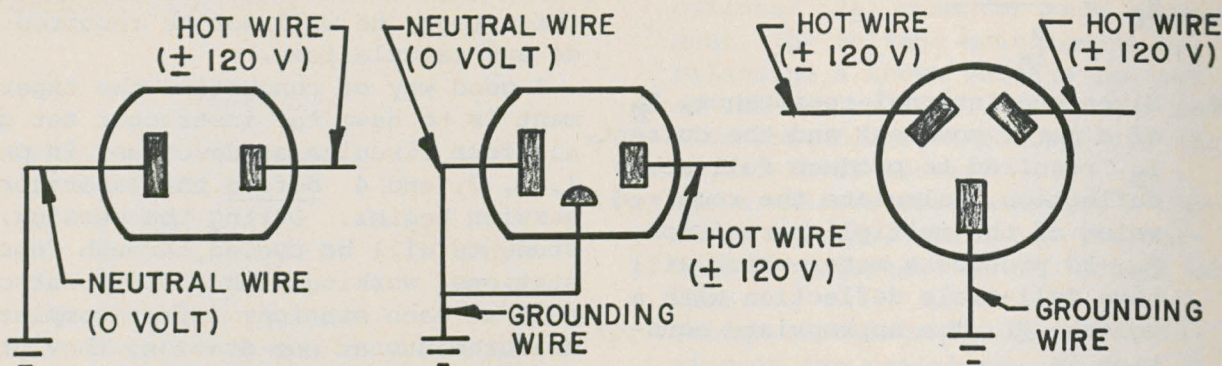 HOT WIRE
(± 120 V)
NEUTRAL WIRE
(0 VOLT)
NEUTRAL WIRE
(0 VOLT)
HOT WIRE
(± 120 V)
GROUNDING
WIRE
HOT WIRE
(± 120 V)
HOT WIRE
(± 120 V)
GROUNDING
WIRE